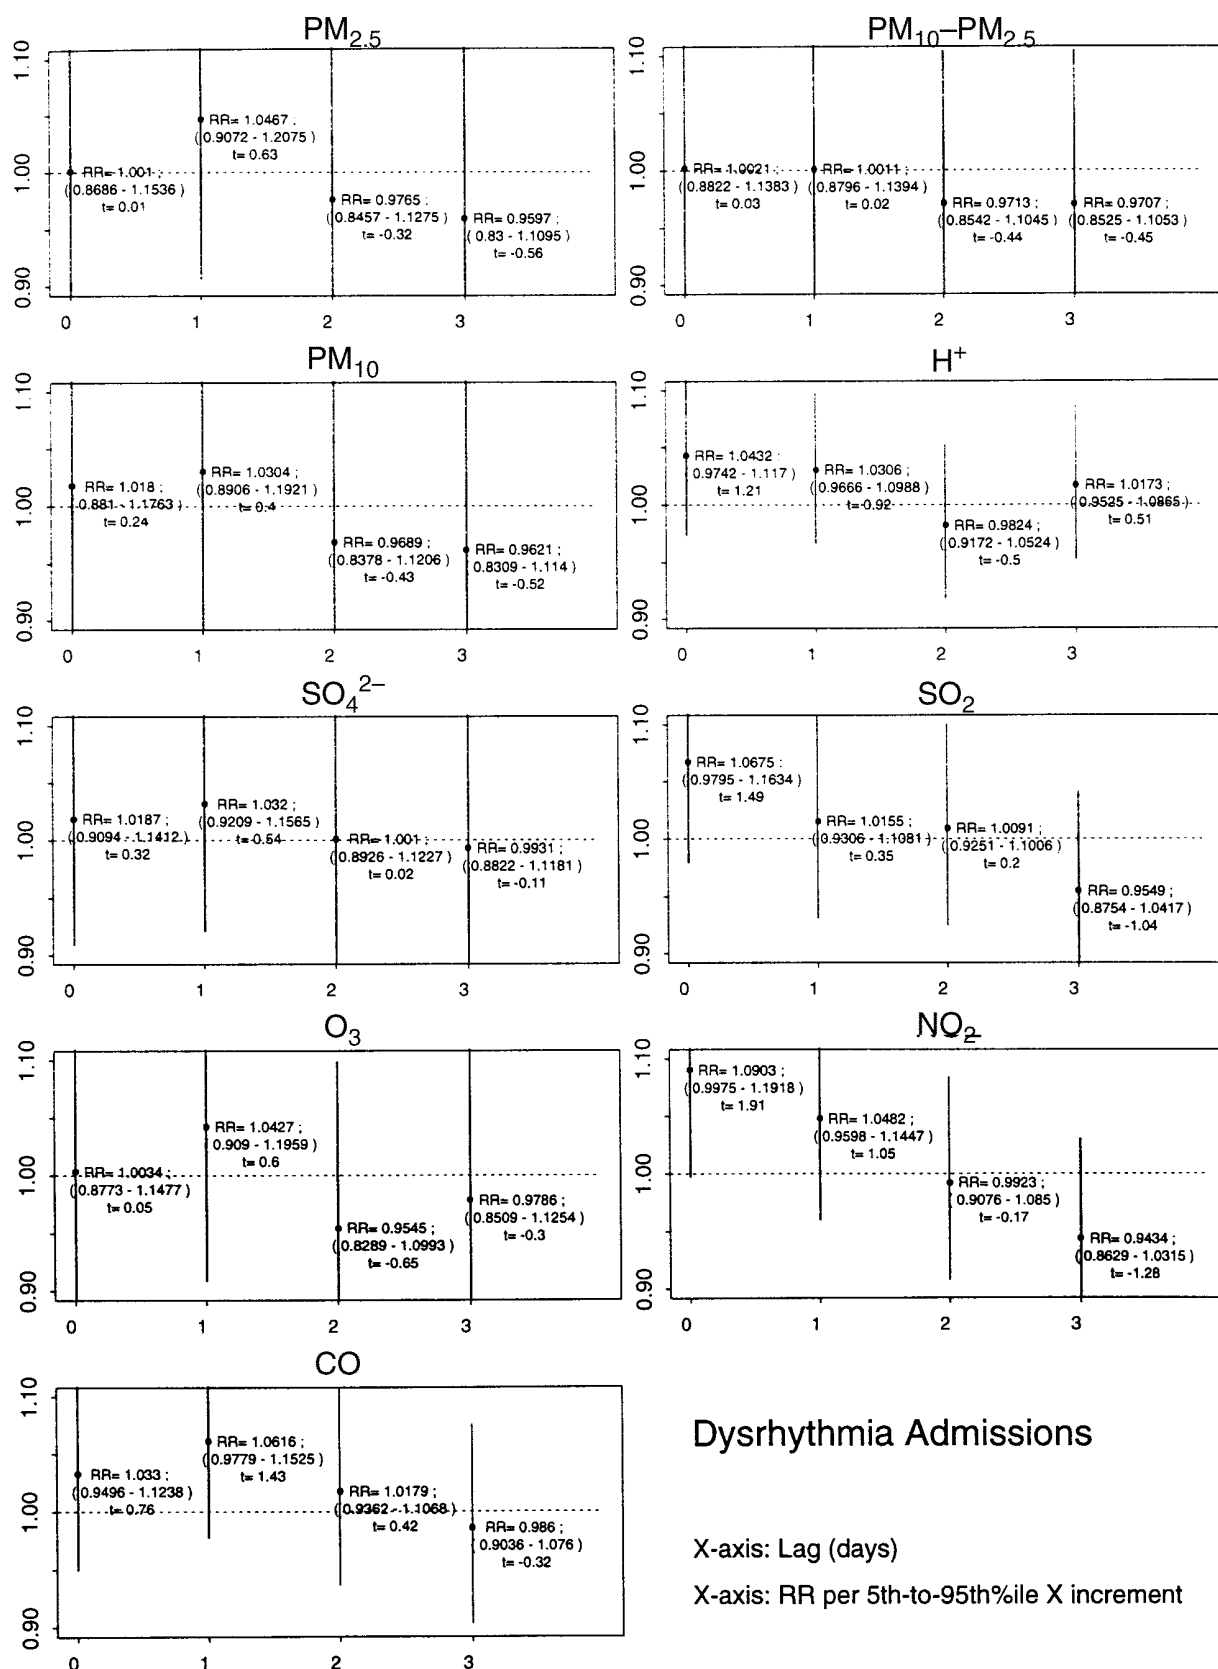 PM2.5
1.10
1.00
0.90
RR= 1.001 ;
( 0.8686 - 1.1536 )
t= 0.01
RR= 1.0467 ;
( 0.9072 - 1.2075 )
t= 0.63
RR= 0.9765 ;
( 0.8457 - 1.1275 )
t= -0.32
RR= 0.9597 ;
( 0.83 - 1.1095 )
t= -0.56
0 1 2 3
PM10–PM2.5
1.10
1.00
0.90
RR= 1.0021 ;
( 0.8822 - 1.1383 )
t= 0.03
RR= 1.0011 ;
( 0.8796 - 1.1394 )
t= 0.02
RR= 0.9713 ;
( 0.8542 - 1.1045 )
t= -0.44
RR= 0.9707 ;
( 0.8525 - 1.1053 )
t= -0.45
0 1 2 3
PM10
1.10
1.00
0.90
RR= 1.018 ;
( 0.881 - 1.1763 )
t= 0.24
RR= 1.0304 ;
( 0.8906 - 1.1921 )
t= 0.4
RR= 0.9689 ;
( 0.8378 - 1.1206 )
t= -0.43
RR= 0.9621 ;
( 0.8309 - 1.114 )
t= -0.52
0 1 2 3
H+
1.10
1.00
0.90
RR= 1.0432 ;
( 0.9742 - 1.117 )
t= 1.21
RR= 1.0306 ;
( 0.9666 - 1.0988 )
t= 0.92
RR= 0.9824 ;
( 0.9172 - 1.0524 )
t= -0.5
RR= 1.0173 ;
( 0.9525 - 1.0865 )
t= 0.51
0 1 2 3
SO4 2–
1.10
1.00
0.90
RR= 1.0187 ;
( 0.9094 - 1.1412 )
t= 0.32
RR= 1.032 ;
( 0.9209 - 1.1565 )
t= 0.54
RR= 1.001 ;
( 0.8926 - 1.1227 )
t= 0.02
RR= 0.9931 ;
( 0.8822 - 1.1181 )
t= -0.11
0 1 2 3
SO2
1.10
1.00
0.90
RR= 1.0675 ;
( 0.9795 - 1.1634 )
t= 1.49
RR= 1.0155 ;
( 0.9306 - 1.1081 )
t= 0.35
RR= 1.0091 ;
( 0.9251 - 1.1006 )
t= 0.2
RR= 0.9549 ;
( 0.8754 - 1.0417 )
t= -1.04
0 1 2 3
O3
1.10
1.00
0.90
RR= 1.0034 ;
( 0.8773 - 1.1477 )
t= 0.05
RR= 1.0427 ;
( 0.909 - 1.1959 )
t= 0.6
RR= 0.9545 ;
( 0.8289 - 1.0993 )
t= -0.65
RR= 0.9786 ;
( 0.8509 - 1.1254 )
t= -0.3
0 1 2 3
NO2
1.10
1.00
0.90
RR= 1.0903 ;
( 0.9975 - 1.1918 )
t= 1.91
RR= 1.0482 ;
( 0.9598 - 1.1447 )
t= 1.05
RR= 0.9923 ;
( 0.9076 - 1.085 )
t= -0.17
RR= 0.9434 ;
( 0.8629 - 1.0315 )
t= -1.28
0 1 2 3
CO
1.10
1.00
0.90
RR= 1.033 ;
( 0.9496 - 1.1238 )
t= 0.76
RR= 1.0616 ;
( 0.9779 - 1.1525 )
t= 1.43
RR= 1.0179 ;
( 0.9362 - 1.1068 )
t= 0.42
RR= 0.986 ;
( 0.9036 - 1.076 )
t= -0.32
0 1 2 3
Dysrhythmia Admissions
X-axis: Lag (days)
X-axis: RR per 5th-to-95th%ile X increment